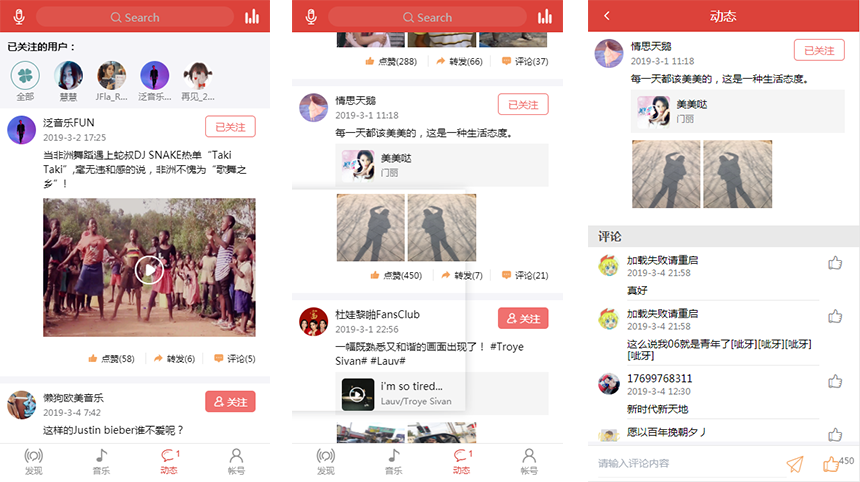 Search
已关注的用户：
全部
慧慧
JFla_R...
泛音乐...
再见_2...
泛音乐FUN
2019-3-2 17:25
已关注
当非洲舞蹈遇上蛇叔DJ SNAKE热单“Taki
Taki”,毫无违和感的说，非洲不愧为“歌舞之
乡”！
点赞(58)
转发(6)
评论(5)
懒狗欧美音乐
2019-3-4 7:42
关注
这样的Justin bieber谁不爱呢？
发现
音乐
1
动态
帐号
Search
点赞(288)
转发(66)
评论(37)
情思天鹅
2019-3-1 11:18
已关注
每一天都该美美的，这是一种生活态度。
美美哒
门丽
点赞(450)
转发(7)
评论(21)
杜娃黎啪FansClub
2019-3-1 22:56
关注
一幅既熟悉又和谐的画面出现了！ #Troye
Sivan# #Lauv#
i'm so tired...
Lauv/Troye Sivan
发现
音乐
1
动态
帐号
动态
情思天鹅
2019-3-1 11:18
已关注
每一天都该美美的，这是一种生活态度。
美美哒
门丽
评论
加载失败请重启
2019-3-4 21:58
真好
加载失败请重启
2019-3-4 21:58
这么说我06就是青年了[呲牙][呲牙][呲牙]
[呲牙]
17699768311
2019-3-4 12:30
新时代新天地
愿以百年挽朝夕丿
请输入评论内容
450